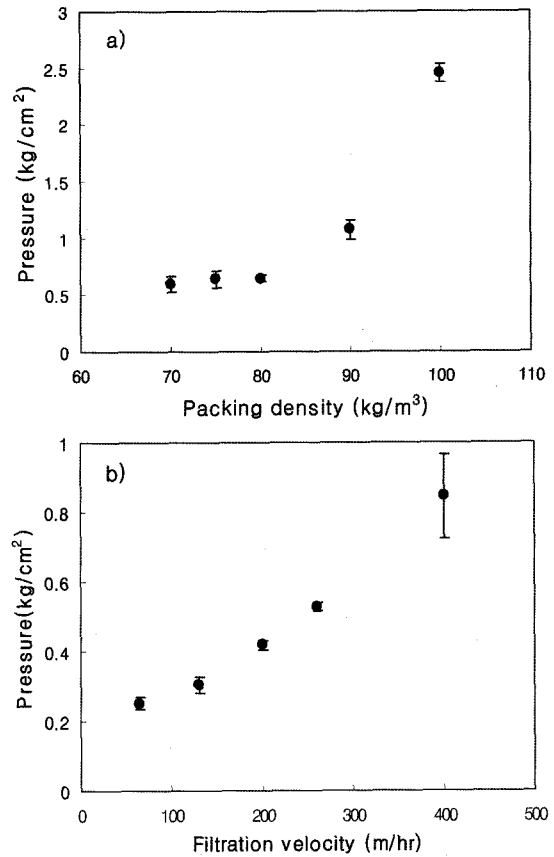 a)
3
2.5
2
1.5
1
0.5
0
Pressure (kg/cm²)
60 70 80 90 100 110
Packing density (kg/m³)
b)
1
0.8
0.6
0.4
0.2
0
Pressure(kg/cm²)
0 100 200 300 400 500
Filtration velocity (m/hr)